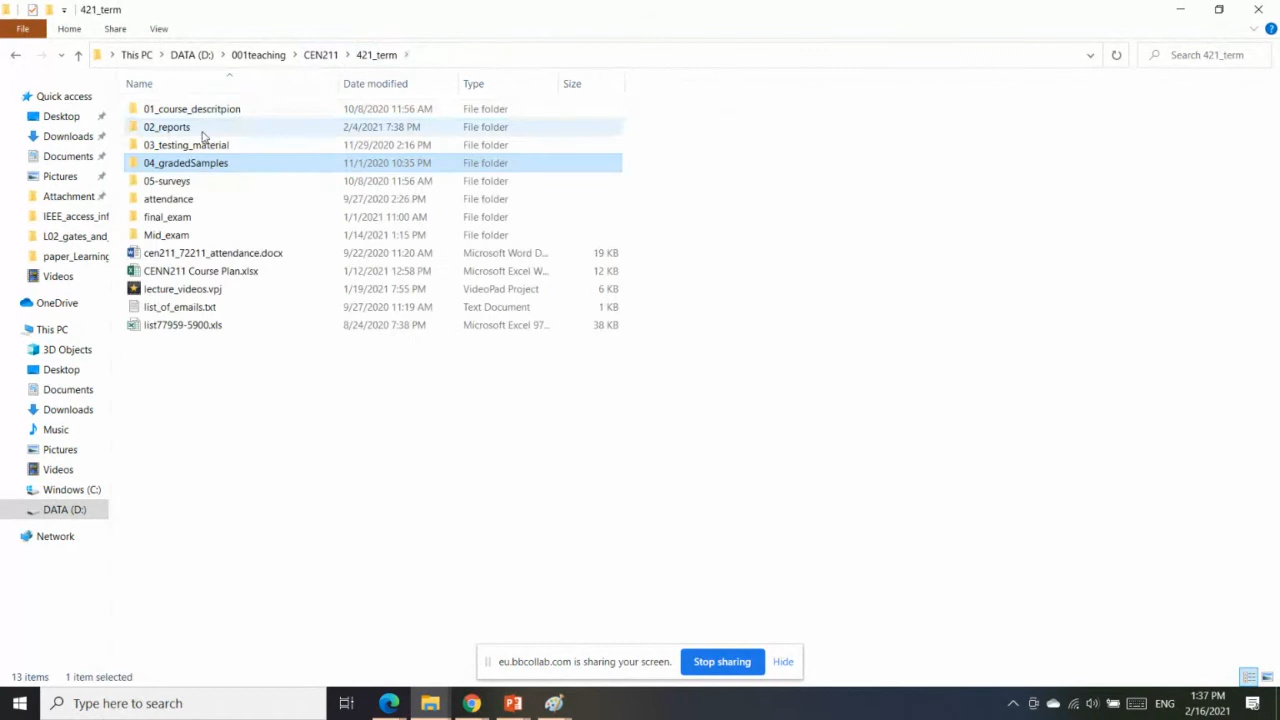 421_term
File
Home
Share
View
This PC
DATA (D:)
001teaching
CEN211
421_term
Search 421_term
Name
Date modified
Type
Size
Quick access
Desktop
Downloads
Documents
Pictures
Attachment
IEEE_access_inf
L02_gates_and_
paper_Learning
Videos
OneDrive
This PC
3D Objects
Desktop
Documents
Downloads
Music
Pictures
Videos
Windows (C:)
DATA (D:)
Network
01_course_descritpion 10/8/2020 11:56 AM File folder
02_reports 2/4/2021 7:38 PM File folder
03_testing_material 11/29/2020 2:16 PM File folder
04_gradedSamples 11/1/2020 10:35 PM File folder
05-surveys 10/8/2020 11:56 AM File folder
attendance 9/27/2020 2:26 PM File folder
final_exam 1/1/2021 11:00 AM File folder
Mid_exam 1/14/2021 1:15 PM File folder
cen211_72211_attendance.docx 9/22/2020 11:20 AM Microsoft Word D... 19 KB
CENN211 Course Plan.xlsx 1/12/2021 12:58 PM Microsoft Excel W... 12 KB
lecture_videos.vpj 1/19/2021 7:55 PM VideoPad Project 6 KB
list_of_emails.txt 9/27/2020 11:19 AM Text Document 1 KB
list77959-5900.xls 8/24/2020 7:38 PM Microsoft Excel 97... 38 KB
eu.bbcollab.com is sharing your screen.
Stop sharing
Hide
13 items
1 item selected
Type here to search
ENG
1:37 PM
2/16/2021